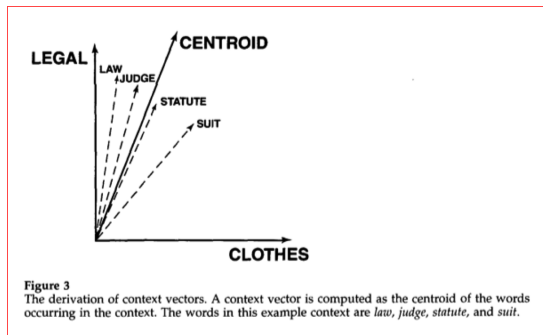 CENTROID
LEGAL
LAW
JUDGE
STATUTE
SUIT
CLOTHES
Figure 3
The derivation of context vectors. A context vector is computed as the centroid of the words
occurring in the context. The words in this example context are law, judge, statute, and suit.